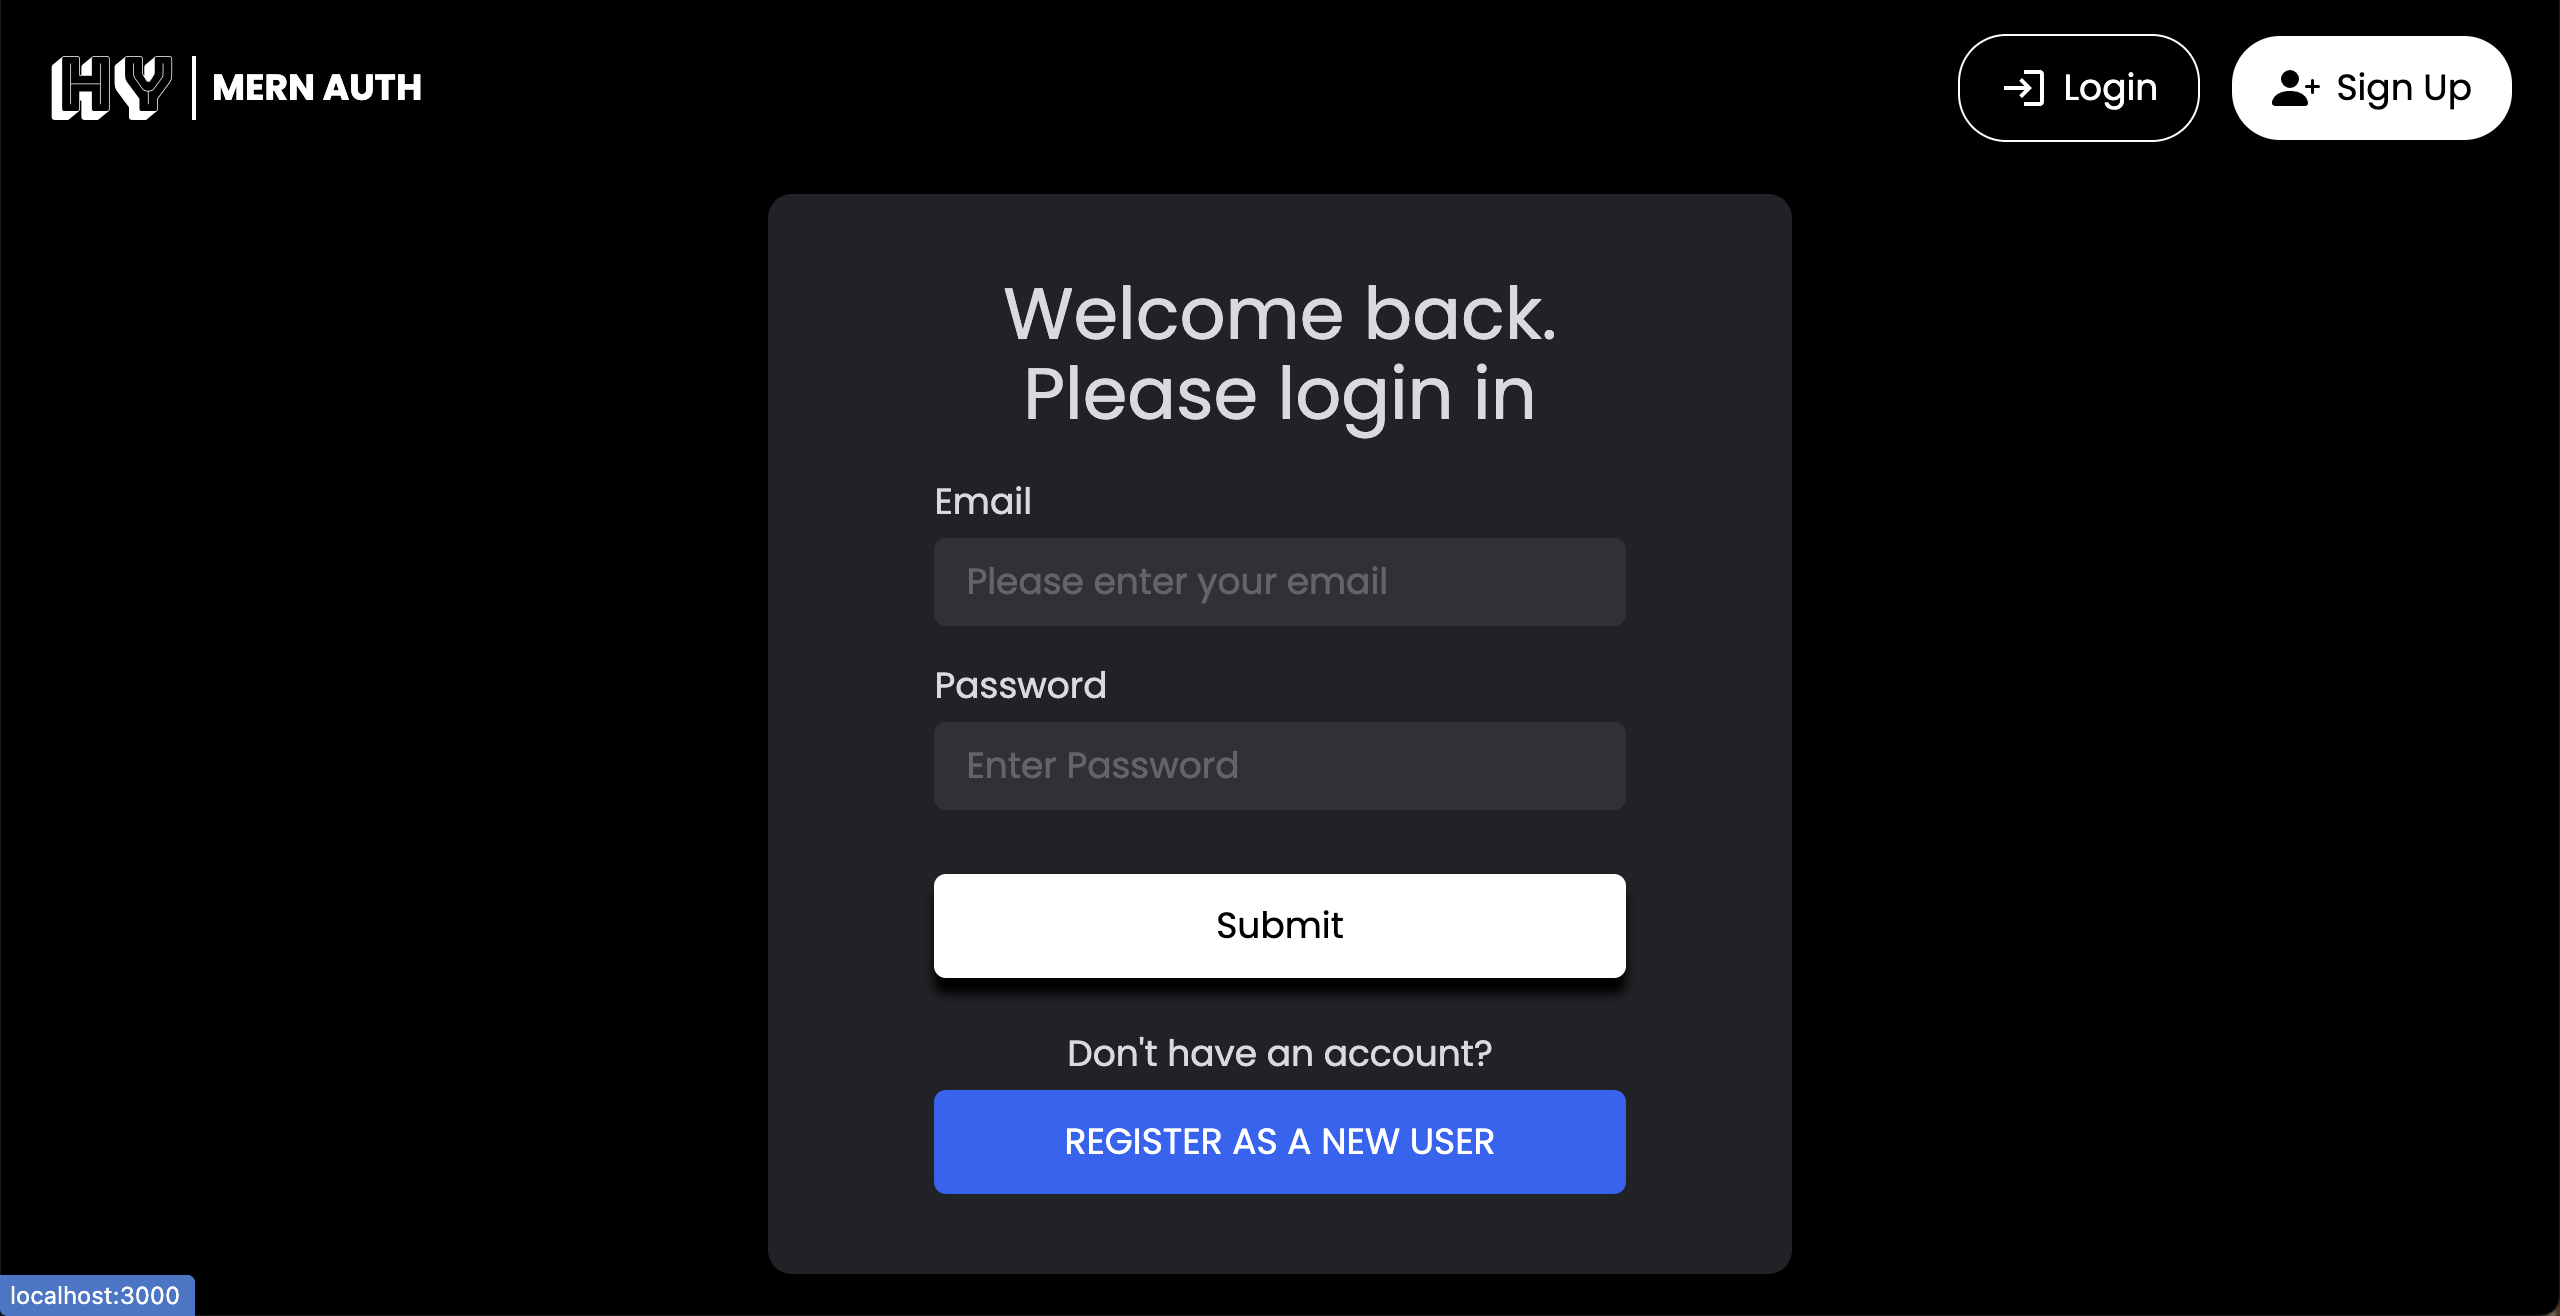 HY
MERN AUTH
Login
Sign Up
Welcome back.
Please login in
Email
Please enter your email
Password
Enter Password
Submit
Don't have an account?
REGISTER AS A NEW USER
localhost:3000